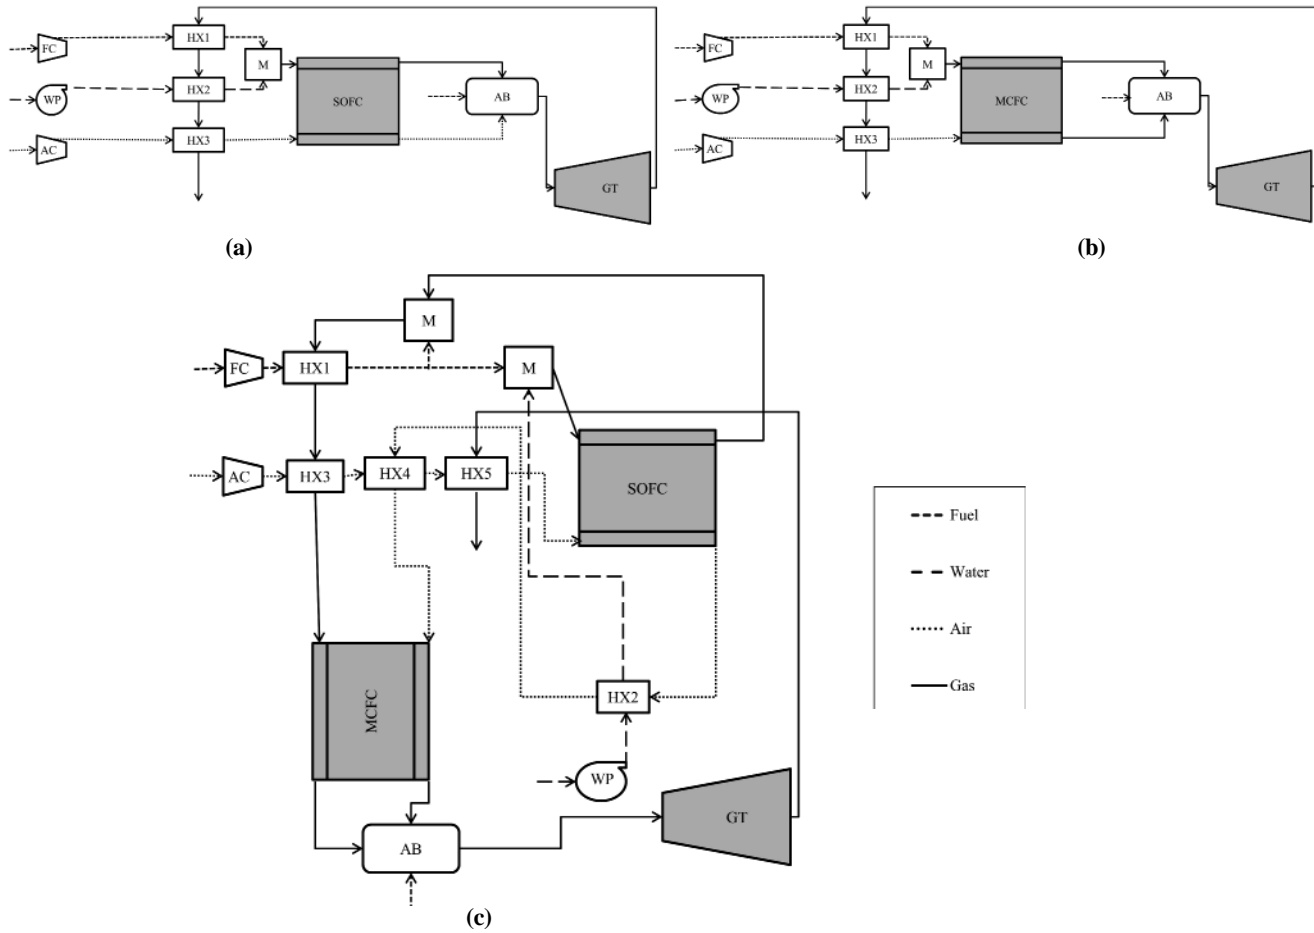 FC
HX1
M
WP
HX2
SOFC
AB
AC
HX3
GT
(a)
FC
HX1
M
WP
HX2
MCFC
AB
AC
HX3
GT
(b)
M
FC
HX1
M
AC
HX3
HX4
HX5
SOFC
MCFC
HX2
WP
GT
AB
(c)
Fuel
Water
Air
Gas